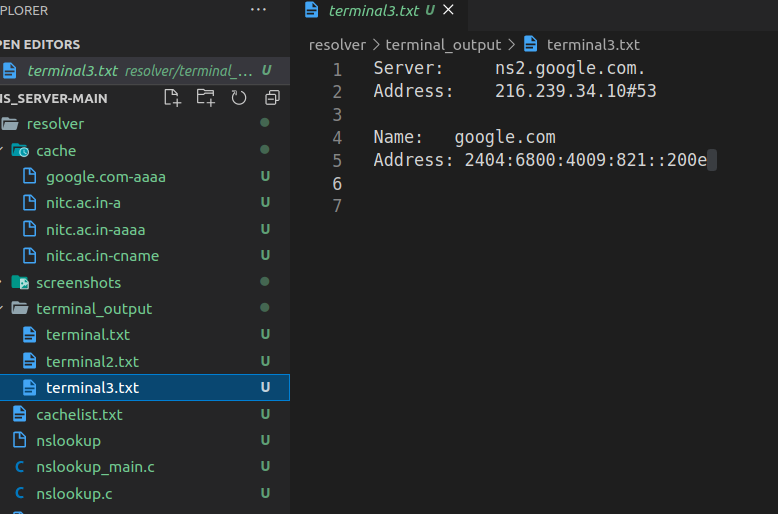 PLORER ···
PEN EDITORS
terminal3.txt resolver/terminal_... U
NS_SERVER-MAIN
resolver
cache
google.com-aaaa U
nitc.ac.in-a U
nitc.ac.in-aaaa U
nitc.ac.in-cname U
screenshots
terminal_output
terminal.txt U
terminal2.txt U
terminal3.txt U
cachelist.txt U
nslookup U
C nslookup_main.c U
C nslookup.c U
terminal3.txt U
resolver > terminal_output > terminal3.txt
1 Server: ns2.google.com.
2 Address: 216.239.34.10#53
3
4 Name: google.com
5 Address: 2404:6800:4009:821::200e
6
7